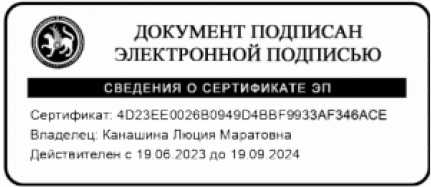 ДОКУМЕНТ ПОДПИСАН
ЭЛЕКТРОННОЙ ПОДПИСЬЮ
СВЕДЕНИЯ О СЕРТИФИКАТЕ ЭП
Сертификат: 4D23EE0026B0949D4BBF9933AF346ACE
Владелец: Канашина Люция Маратовна
Действителен с 19.06.2023 до 19.09.2024